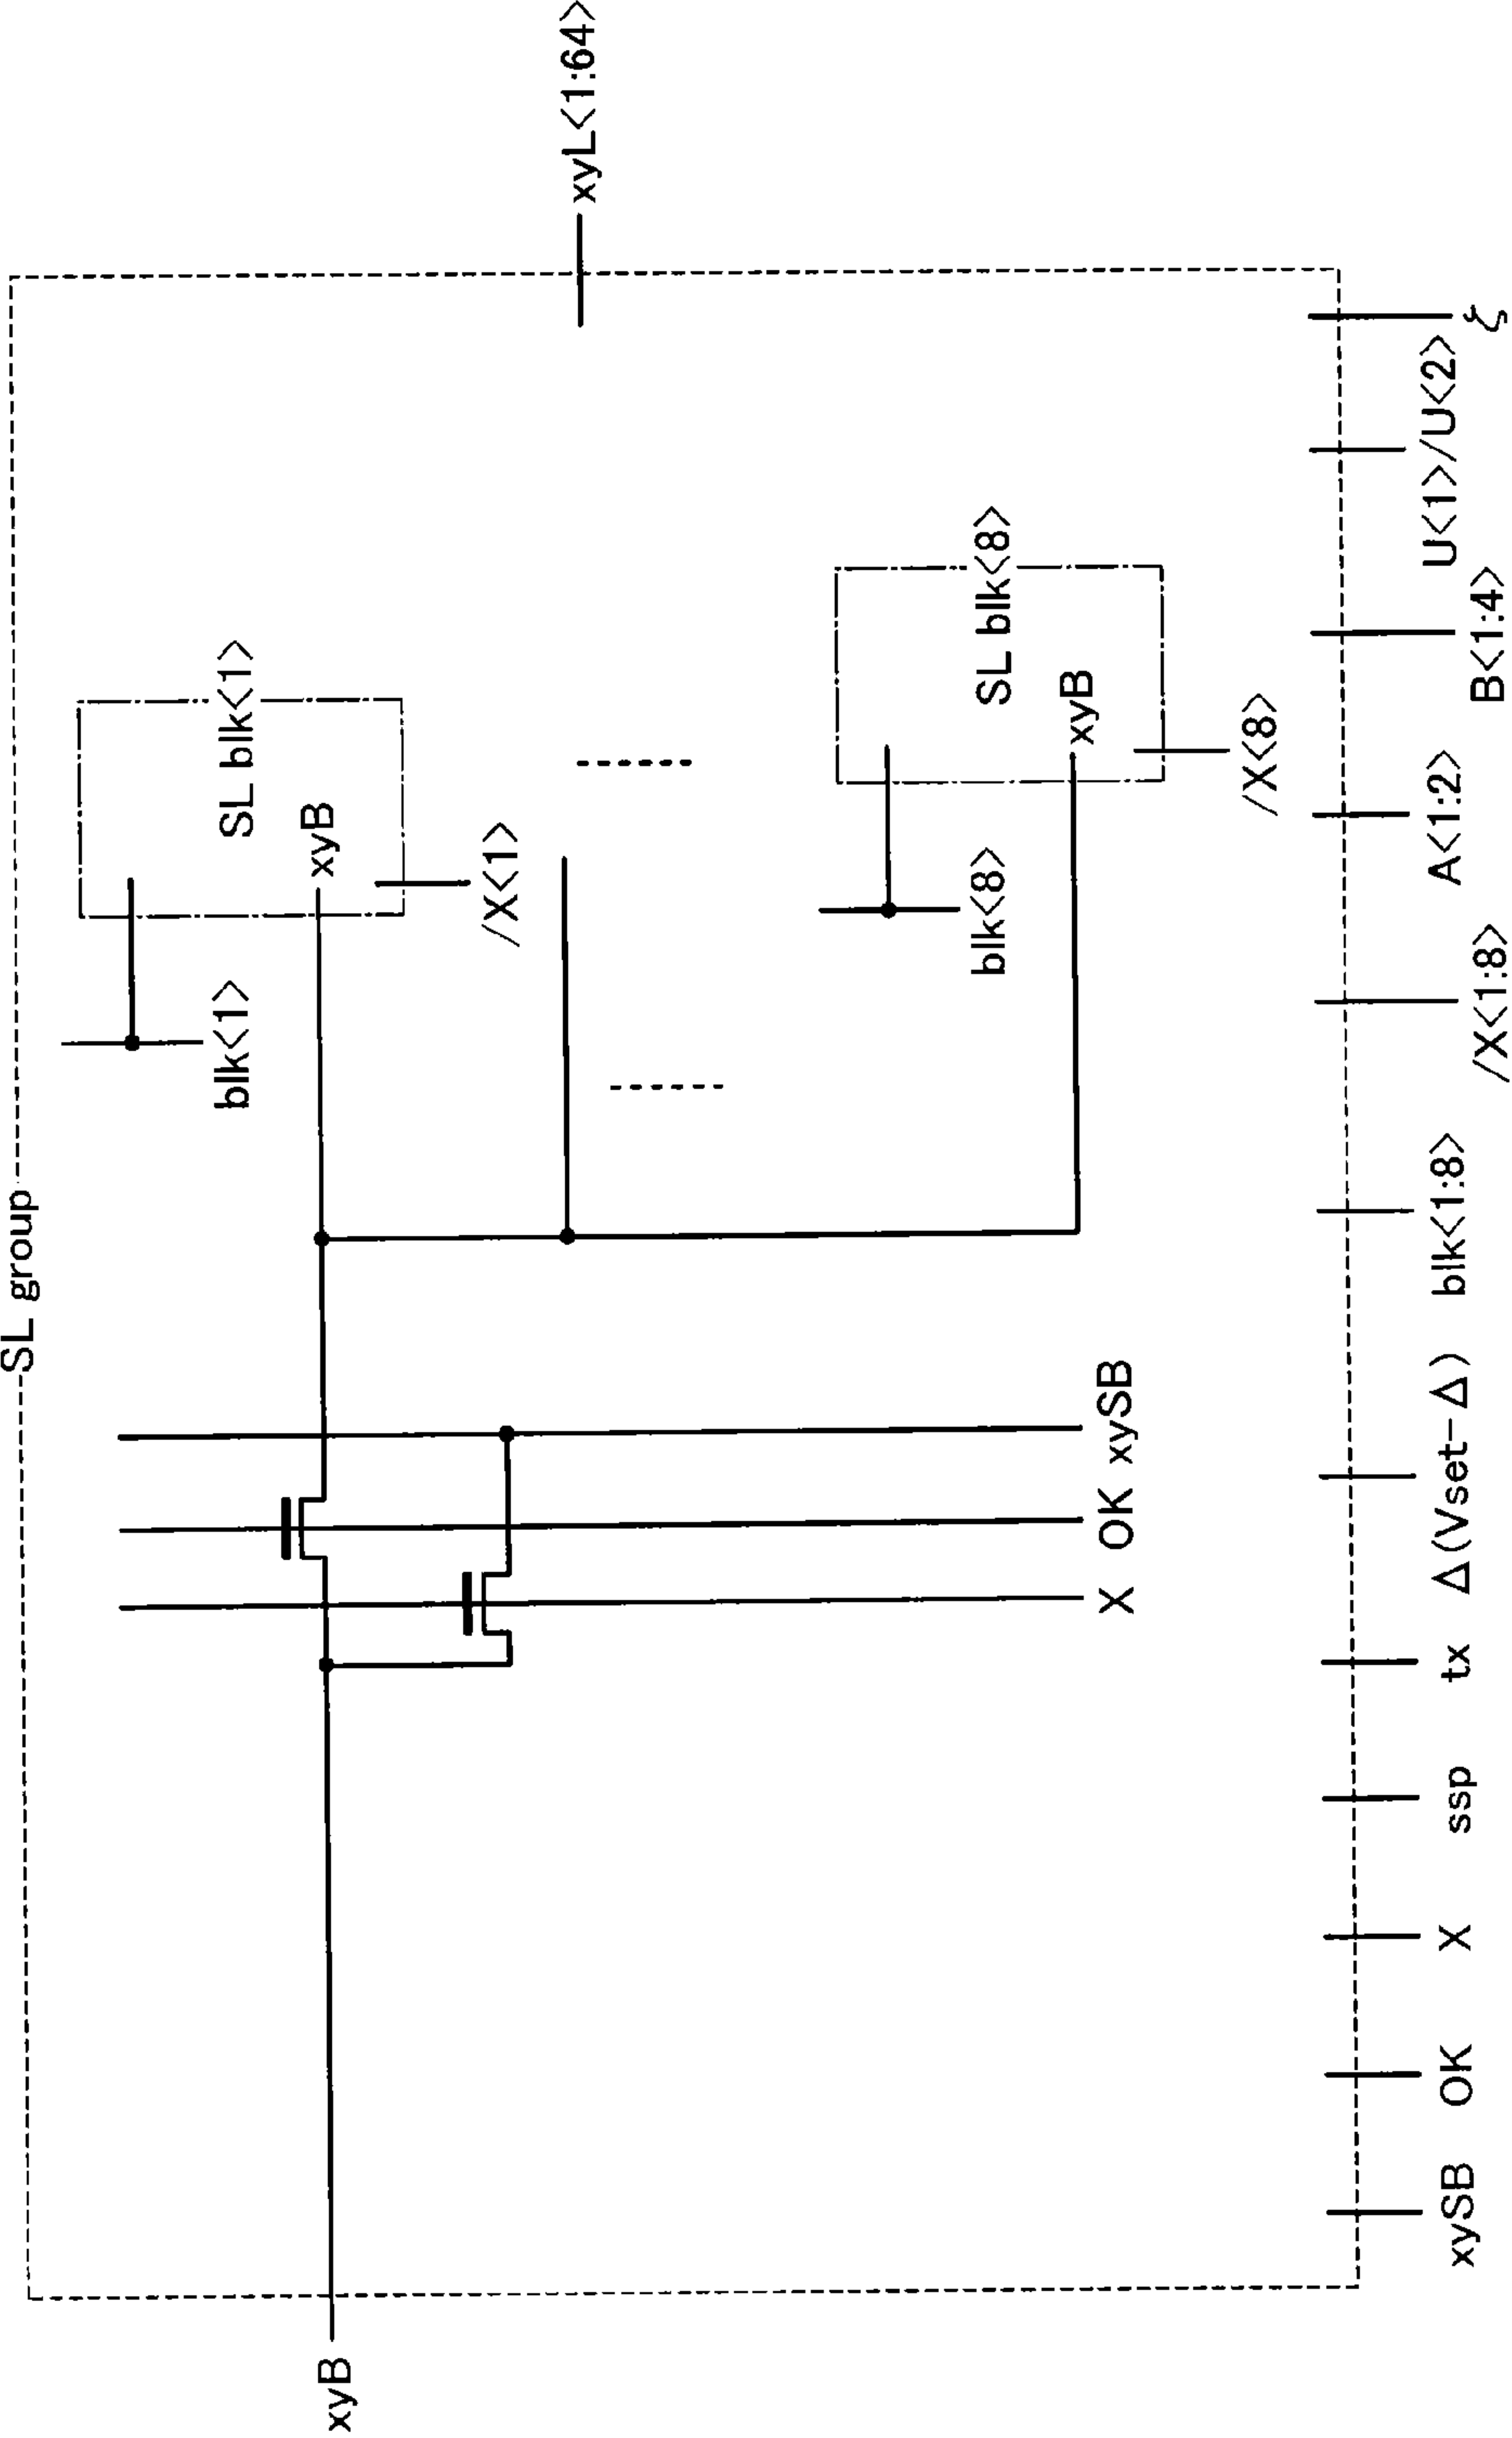 SL group
SL blk<1>
blk<1>
xyB
/X<1>
xyL<1:64>
SL blk<8>
blk<8>
xyB
/X<8>
xyB
X OK xySB
xySB OK X ssp tx Δ(Vset-Δ) blk<1:8> /X<1:8> A<1:2> B<1:4> U<1>/U<2> ζ